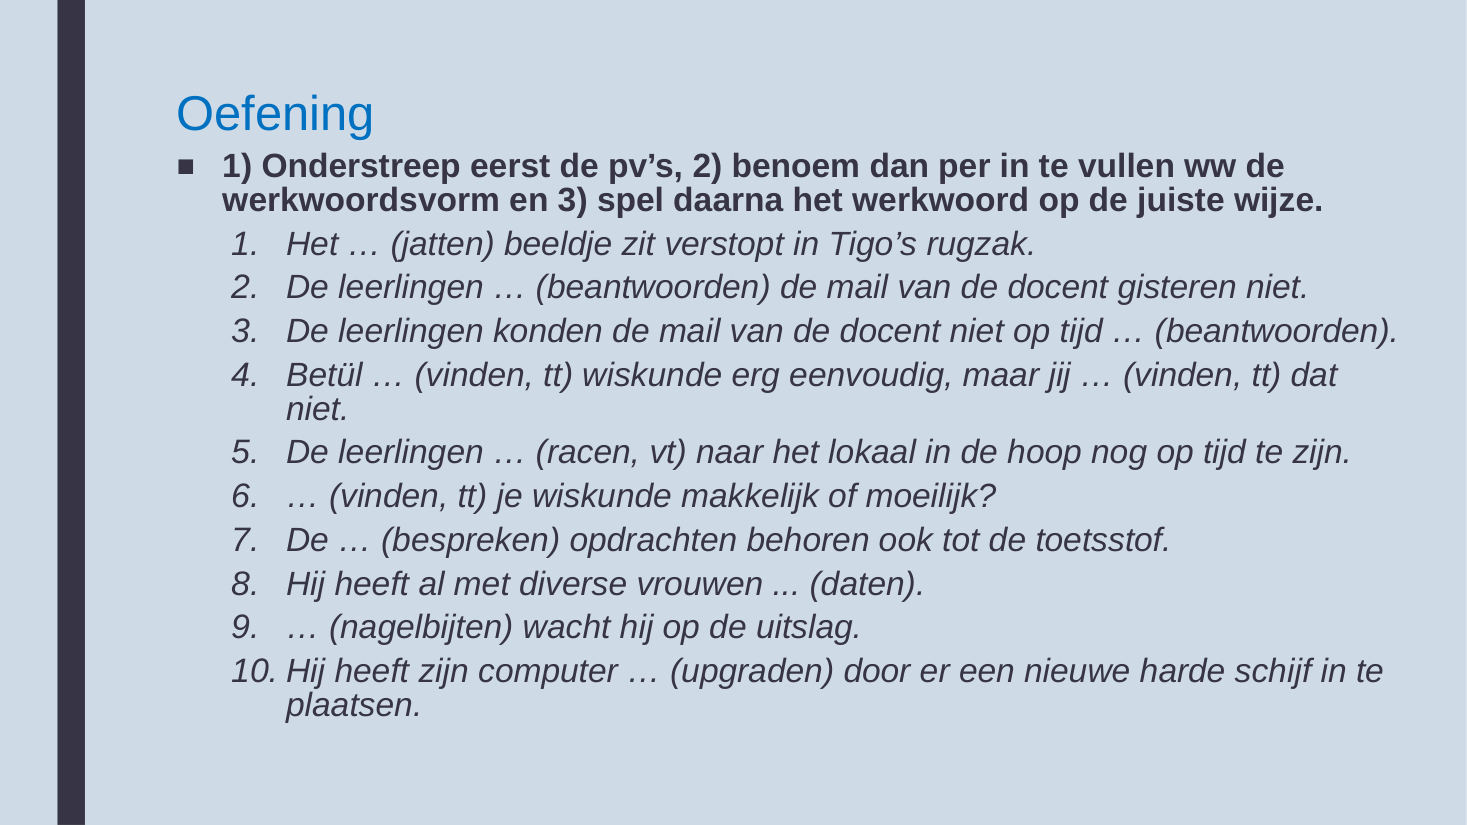 Oefening
▪ 1) Onderstreep eerst de pv’s, 2) benoem dan per in te vullen ww de
werkwoordsvorm en 3) spel daarna het werkwoord op de juiste wijze.
1. Het … (jatten) beeldje zit verstopt in Tigo’s rugzak.
2. De leerlingen … (beantwoorden) de mail van de docent gisteren niet.
3. De leerlingen konden de mail van de docent niet op tijd … (beantwoorden).
4. Betül … (vinden, tt) wiskunde erg eenvoudig, maar jij … (vinden, tt) dat
niet.
5. De leerlingen … (racen, vt) naar het lokaal in de hoop nog op tijd te zijn.
6. … (vinden, tt) je wiskunde makkelijk of moeilijk?
7. De … (bespreken) opdrachten behoren ook tot de toetsstof.
8. Hij heeft al met diverse vrouwen ... (daten).
9. … (nagelbijten) wacht hij op de uitslag.
10. Hij heeft zijn computer … (upgraden) door er een nieuwe harde schijf in te
plaatsen.